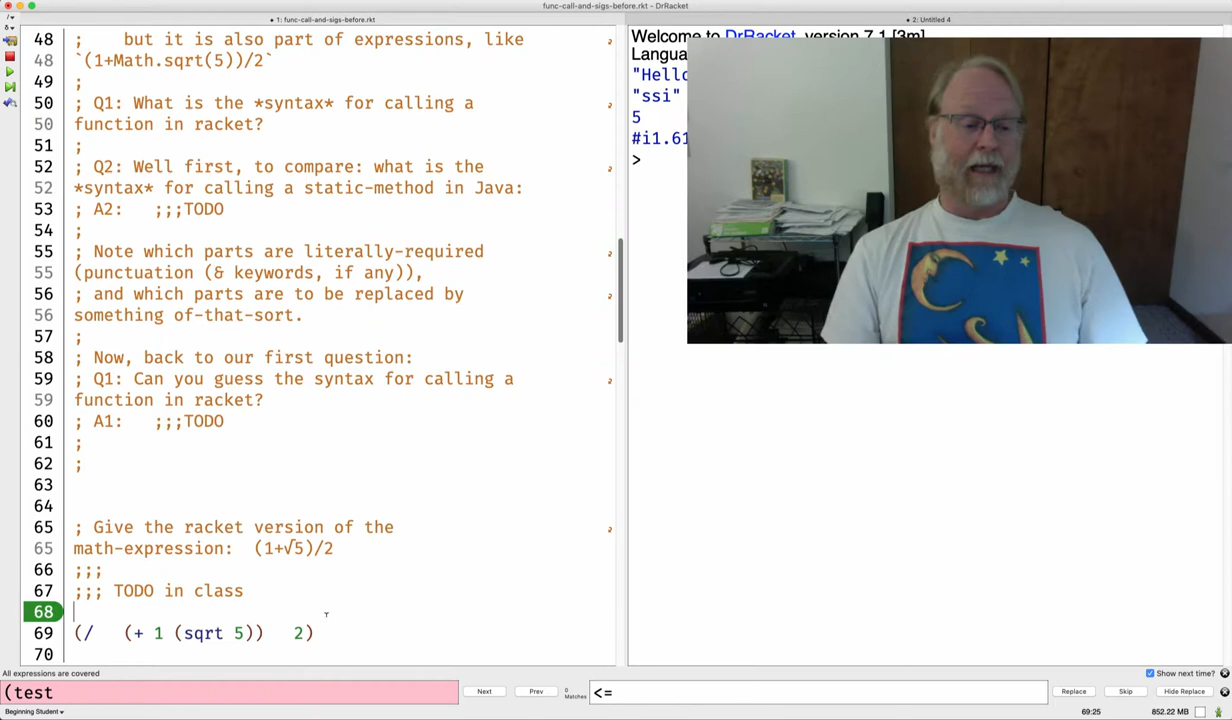 func-call-and-sigs-before.rkt - DrRacket
1: func-call-and-sigs-before.rkt
2: Untitled 4
48 ;    but it is also part of expressions, like
48 `(1+Math.sqrt(5))/2`
49 ;
50 ; Q1: What is the *syntax* for calling a
50 function in racket?
51 ;
52 ; Q2: Well first, to compare: what is the
52 *syntax* for calling a static-method in Java:
53 ; A2:   ;;;TODO
54 ;
55 ; Note which parts are literally-required
55 (punctuation (& keywords, if any)),
56 ; and which parts are to be replaced by
56 something of-that-sort.
57 ;
58 ; Now, back to our first question:
59 ; Q1: Can you guess the syntax for calling a
59 function in racket?
60 ; A1:   ;;;TODO
61 ;
62 ;
63
64
65 ; Give the racket version of the
65 math-expression:  (1+√5)/2
66 ;;;
67 ;;; TODO in class
68
69 (/   (+ 1 (sqrt 5))   2)
70
Welcome to DrRacket, version 7.1 [3m]
"Hello
"ssi"
5
#i1.61
>
All expressions are covered
Show next time?
(test
Next
Prev
0
Matches
<=
Replace
Skip
Hide Replace
Beginning Student
69:25
852.22 MB